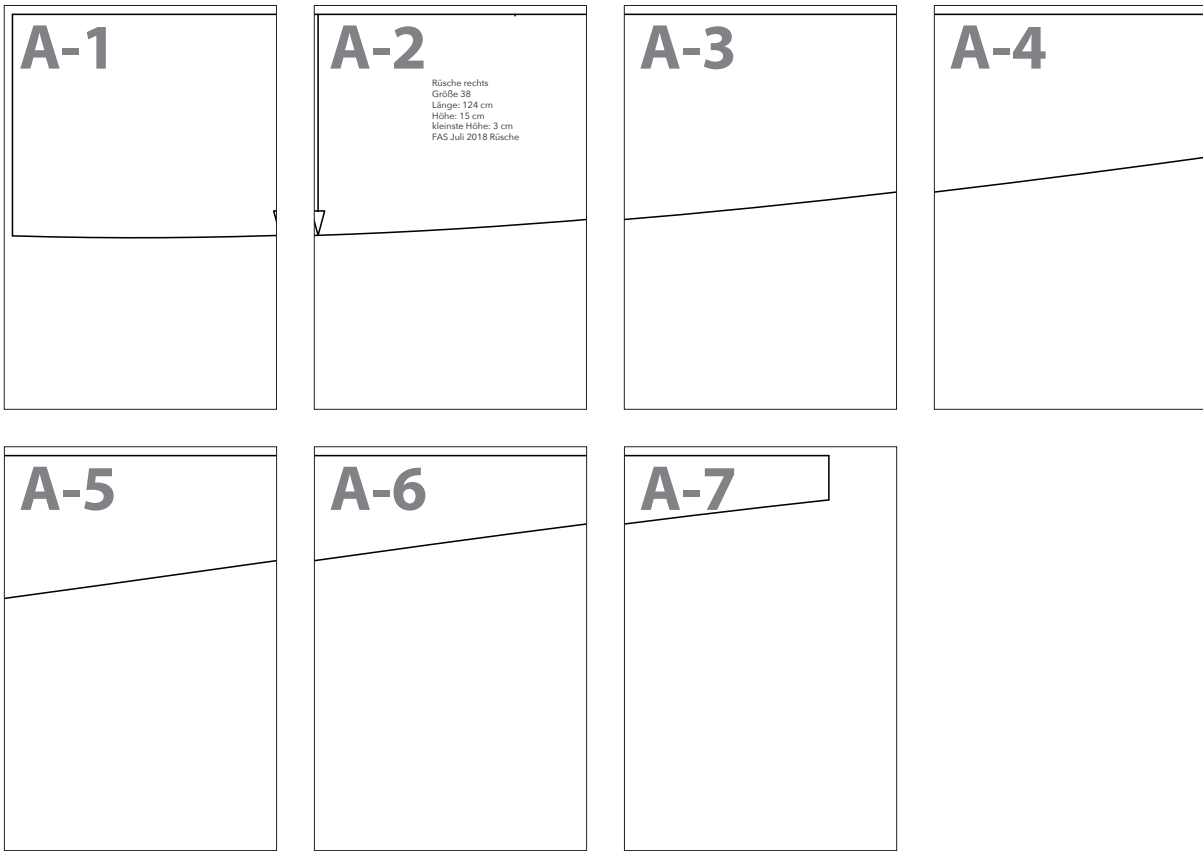 A-1
A-2
Rüsche rechts
Größe 38
Länge: 124 cm
Höhe: 15 cm
kleinste Höhe: 3 cm
FAS Juli 2018 Rüsche
A-3
A-4
A-5
A-6
A-7